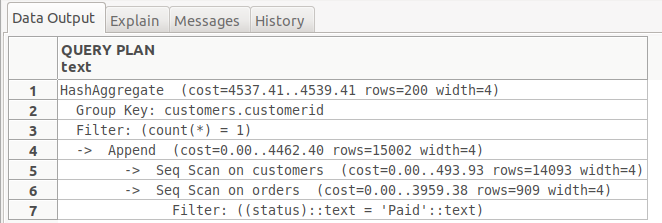 Data Output Explain Messages History
QUERY PLAN
text
1 HashAggregate (cost=4537.41..4539.41 rows=200 width=4)
2 Group Key: customers.customerid
3 Filter: (count(*) = 1)
4 -> Append (cost=0.00..4462.40 rows=15002 width=4)
5 -> Seq Scan on customers (cost=0.00..493.93 rows=14093 width=4)
6 -> Seq Scan on orders (cost=0.00..3959.38 rows=909 width=4)
7 Filter: ((status)::text = 'Paid'::text)